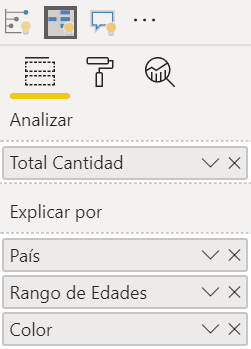 Analizar
Total Cantidad
Explicar por
País
Rango de Edades
Color